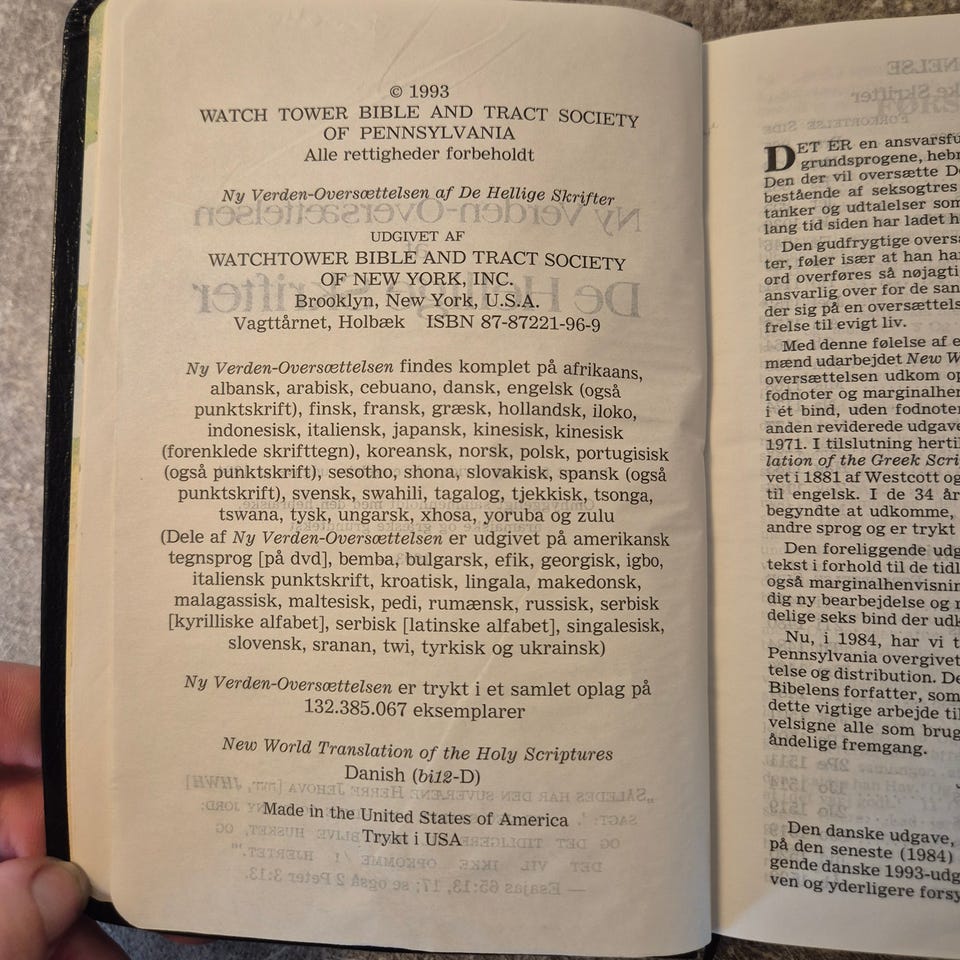 © 1993
WATCH TOWER BIBLE AND TRACT SOCIETY
OF PENNSYLVANIA
Alle rettigheder forbeholdt
Ny Verden-Oversættelsen af De Hellige Skrifter
UDGIVET AF
WATCHTOWER BIBLE AND TRACT SOCIETY
OF NEW YORK, INC.
Brooklyn, New York, U.S.A.
Vagttårnet, Holbæk ISBN 87-87221-96-9
Ny Verden-Oversættelsen findes komplet på afrikaans,
albansk, arabisk, cebuano, dansk, engelsk (også
punktskrift), finsk, fransk, græsk, hollandsk, iloko,
indonesisk, italiensk, japansk, kinesisk, kinesisk
(forenklede skrifttegn), koreansk, norsk, polsk, portugisisk
(også punktskrift), sesotho, shona, slovakisk, spansk (også
punktskrift), svensk, swahili, tagalog, tjekkisk, tsonga,
tswana, tysk, ungarsk, xhosa, yoruba og zulu
(Dele af Ny Verden-Oversættelsen er udgivet på amerikansk
tegnsprog [på dvd], bemba, bulgarsk, efik, georgisk, igbo,
italiensk punktskrift, kroatisk, lingala, makedonsk,
malagassisk, maltesisk, pedi, rumænsk, russisk, serbisk
[kyrilliske alfabet], serbisk [latinske alfabet], singalesisk,
slovensk, sranan, twi, tyrkisk og ukrainsk)
Ny Verden-Oversættelsen er trykt i et samlet oplag på
132.385.067 eksemplarer
New World Translation of the Holy Scriptures
Danish (bi12-D)
Made in the United States of America
Trykt i USA
DET ER en ansvarsfu
grundsprogene, hebr
Den der vil oversætte D
bestående af seksogtres
tanker og udtalelser som
lang tid siden har ladet h
Den gudfrygtige overs
ter, føler især at han har
ord overføres så nøjagti
ansvarlig over for de san
der sig på en oversættels
frelse til evigt liv.
Med denne følelse af e
mænd udarbejdet New W
oversættelsen udkom op
fodnoter og marginalhen
i ét bind, uden fodnoter
anden reviderede udgave
1971. I tilslutning hertil
lation of the Greek Scri
vet i 1881 af Westcott og
til engelsk. I de 34 år
begyndte at udkomme,
andre sprog og er trykt
Den foreliggende udg
tekst i forhold til de tidl
også marginalhenvisnin
dig ny bearbejdelse og r
delige seks bind der udk
Nu, i 1984, har vi t
Pennsylvania overgivet
telse og distribution. De
Bibelens forfatter, som
dette vigtige arbejde til
velsigne alle som brug
åndelige fremgang.
Den danske udgave,
på den seneste (1984)
gende danske 1993-udg
ven og yderligere forsy